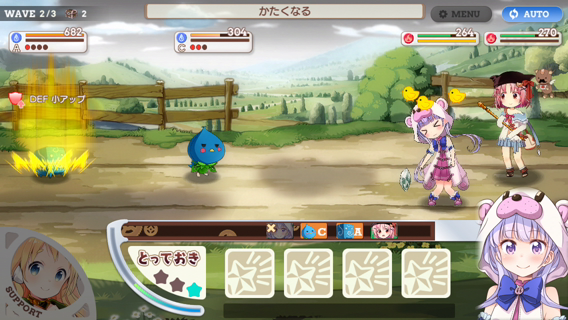 WAVE 2/3 2
かたくなる
MENU
AUTO
682
A
304
C
264
270
DEF 小アップ
C
A
とっておき
SUPPORT